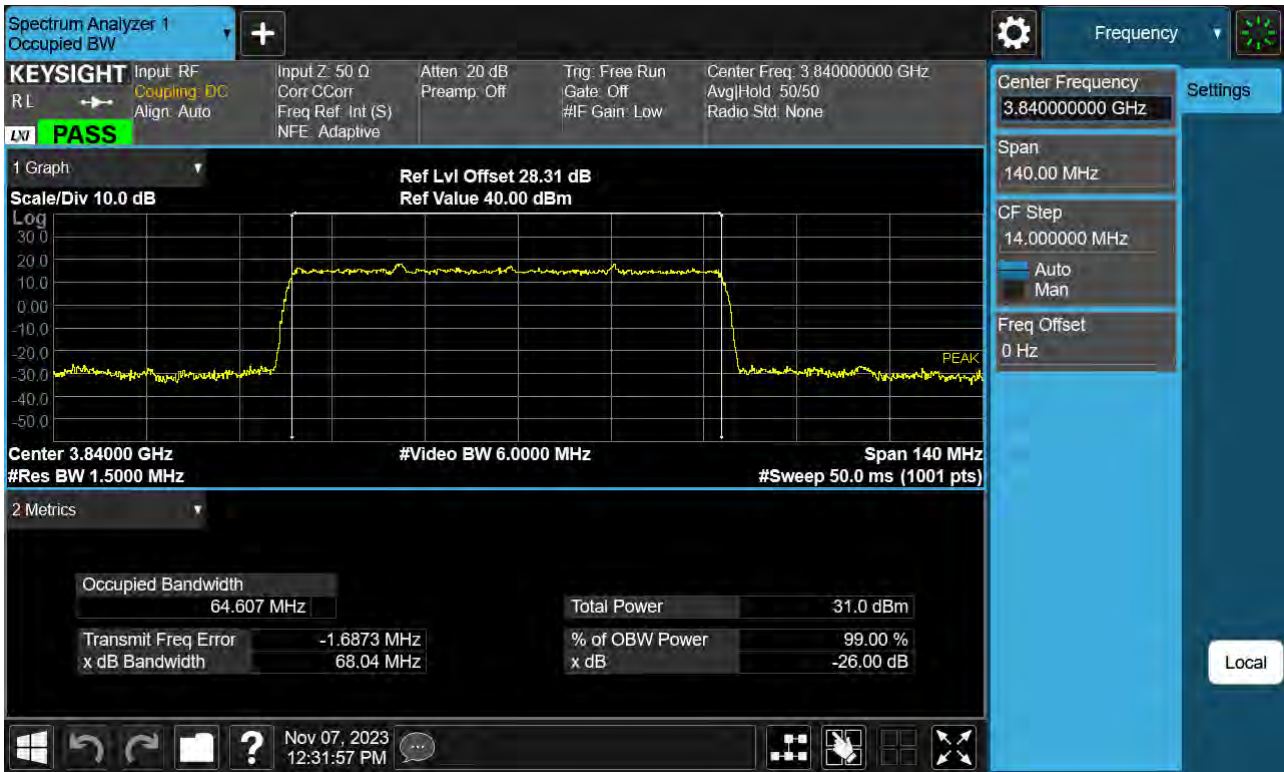 Spectrum Analyzer 1
Occupied BW
+
Frequency
KEYSIGHT
R L
LXI
PASS
Input: RF
Coupling: DC
Align: Auto
Input Z: 50 Ω
Corr CCorr
Freq Ref: Int (S)
NFE: Adaptive
Atten: 20 dB
Preamp: Off
Trig: Free Run
Gate: Off
#IF Gain: Low
Center Freq: 3.840000000 GHz
Avg|Hold: 50/50
Radio Std: None
Center Frequency
3.840000000 GHz
Settings
Span
140.00 MHz
CF Step
14.000000 MHz
Auto
Man
Freq Offset
0 Hz
Local
1 Graph
Scale/Div 10.0 dB
Ref Lvl Offset 28.31 dB
Ref Value 40.00 dBm
Log
30.0
20.0
10.0
0.00
-10.0
-20.0
-30.0
-40.0
-50.0
PEAK
Center 3.84000 GHz
#Video BW 6.0000 MHz
Span 140 MHz
#Res BW 1.5000 MHz
#Sweep 50.0 ms (1001 pts)
2 Metrics
Occupied Bandwidth
64.607 MHz
Total Power 31.0 dBm
Transmit Freq Error -1.6873 MHz
% of OBW Power 99.00 %
x dB Bandwidth 68.04 MHz
x dB -26.00 dB
?
Nov 07, 2023
12:31:57 PM